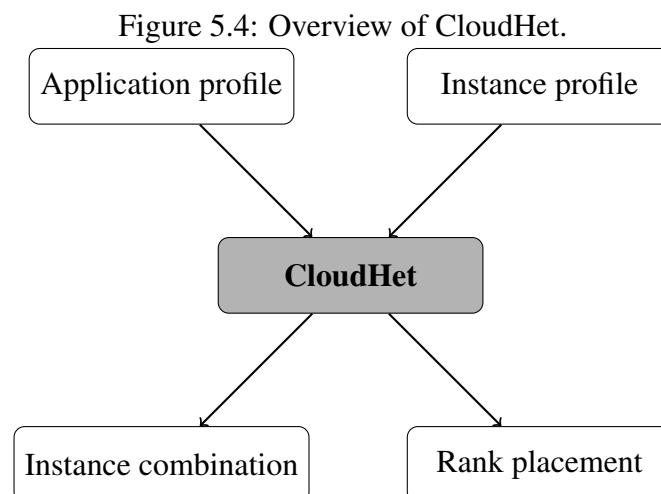 Figure 5.4: Overview of CloudHet.
Application profile
Instance profile
CloudHet
Instance combination
Rank placement